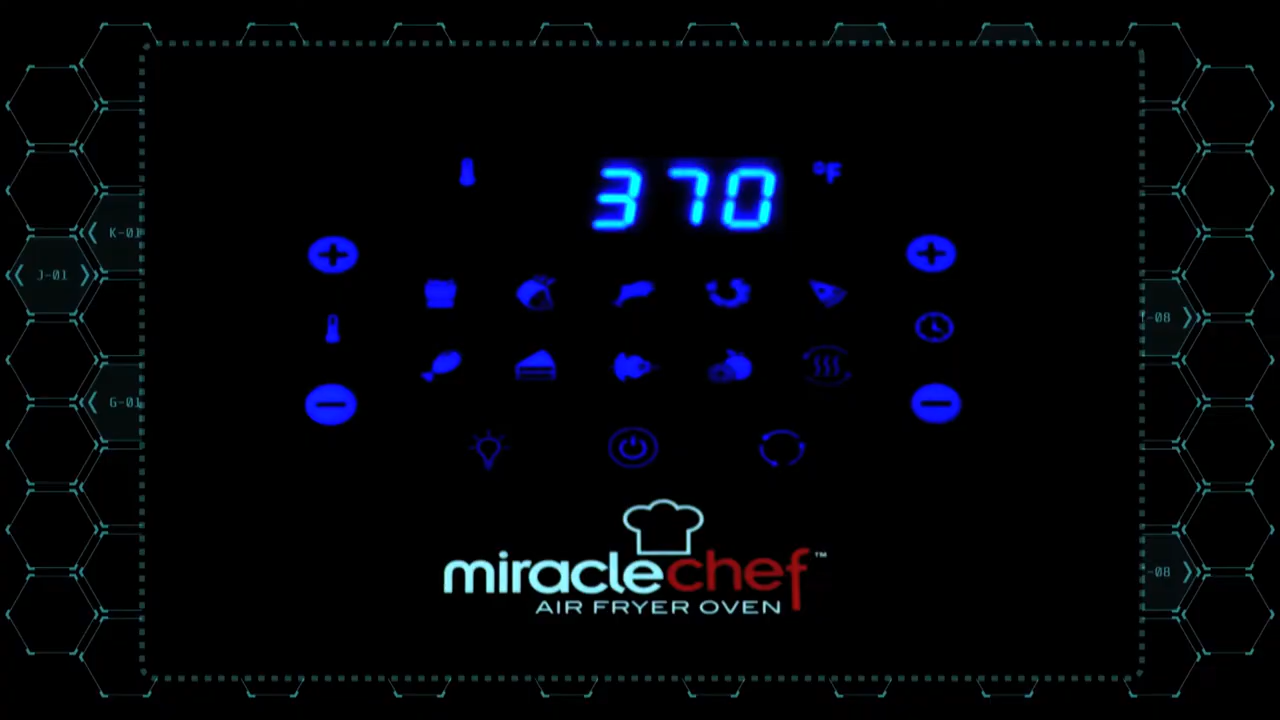 370 °F
K-01
J-01
-08
G-01
miraclechef™
AIR FRYER OVEN
-08